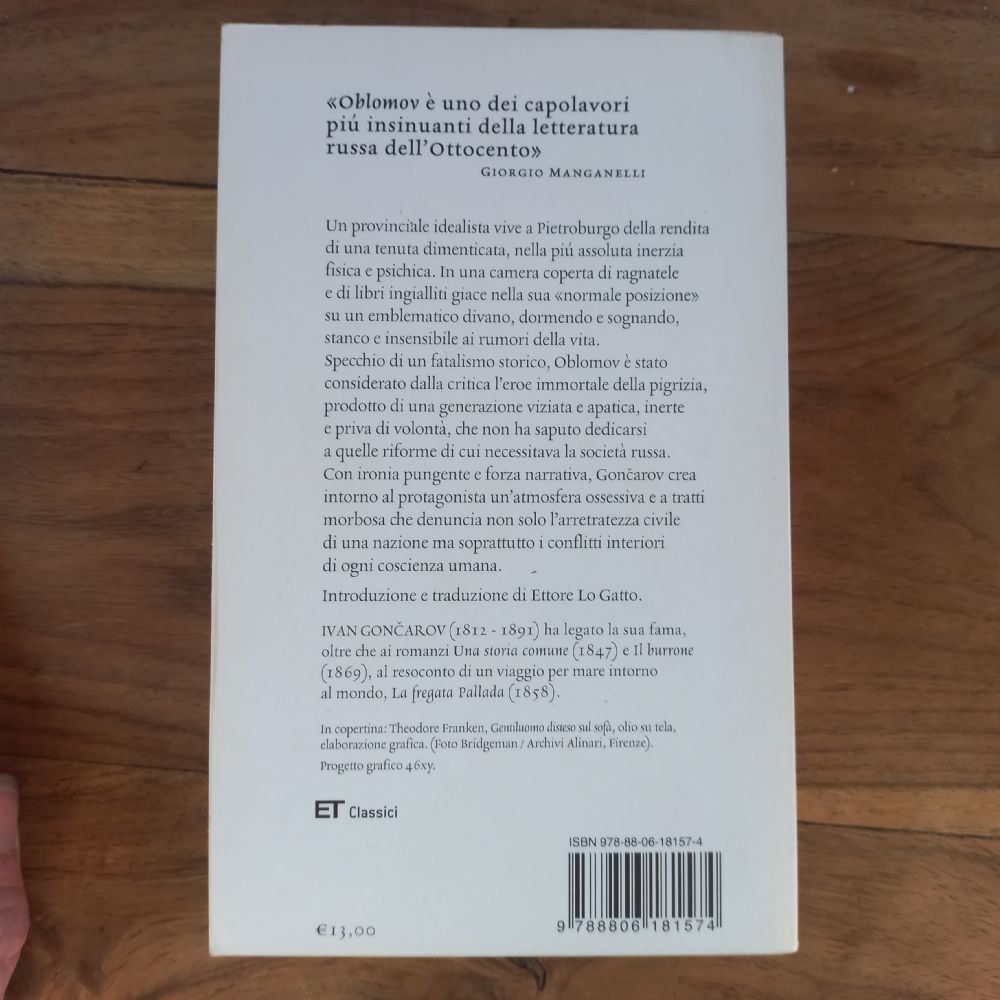 «Oblomov è uno dei capolavori
piú insinuanti della letteratura
russa dell'Ottocento»
GIORGIO MANGANELLI
Un provinciale idealista vive a Pietroburgo della rendita
di una tenuta dimenticata, nella piú assoluta inerzia
fisica e psichica. In una camera coperta di ragnatele
e di libri ingialliti giace nella sua «normale posizione»
su un emblematico divano, dormendo e sognando,
stanco e insensibile ai rumori della vita.
Specchio di un fatalismo storico, Oblomov è stato
considerato dalla critica l'eroe immortale della pigrizia,
prodotto di una generazione viziata e apatica, inerte
e priva di volontà, che non ha saputo dedicarsi
a quelle riforme di cui necessitava la società russa.
Con ironia pungente e forza narrativa, Gončarov crea
intorno al protagonista un'atmosfera ossessiva e a tratti
morbosa che denuncia non solo l'arretratezza civile
di una nazione ma soprattutto i conflitti interiori
di ogni coscienza umana.
Introduzione e traduzione di Ettore Lo Gatto.
IVAN GONČAROV (1812 - 1891) ha legato la sua fama,
oltre che ai romanzi Una storia comune (1847) e Il burrone
(1869), al resoconto di un viaggio per mare intorno
al mondo, La fregata Pallada (1858).
In copertina: Theodore Franken, Gentiluomo disteso sul sofà, olio su tela,
elaborazione grafica. (Foto Bridgeman / Archivi Alinari, Firenze).
Progetto grafico 46xy.
ET Classici
ISBN 978-88-06-18157-4
€ 13,00
9 788806 181574